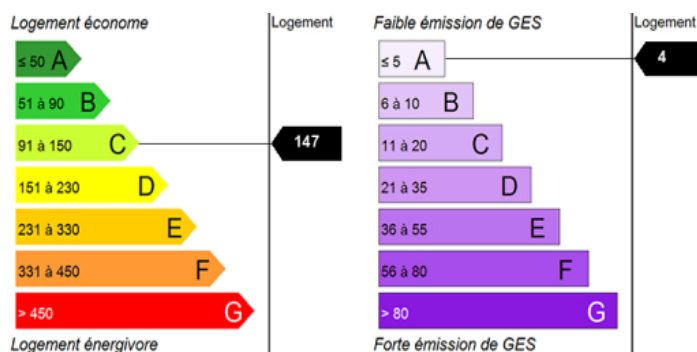 Logement économe
Logement
≤ 50 A
51 à 90 B
91 à 150 C
147
151 à 230 D
231 à 330 E
331 à 450 F
> 450 G
Logement énergivore
Faible émission de GES
Logement
≤ 5 A
4
6 à 10 B
11 à 20 C
21 à 35 D
36 à 55 E
56 à 80 F
> 80 G
Forte émission de GES